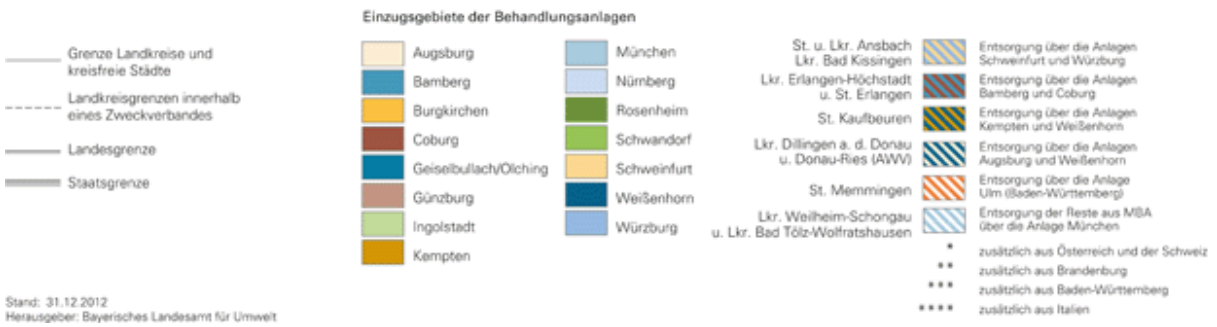 Einzugsgebiete der Behandlungsanlagen
Grenze Landkreise und
kreisfreie Städte
Landkreisgrenzen innerhalb
eines Zweckverbandes
Landesgrenze
Staatsgrenze
Augsburg
Bamberg
Burgkirchen
Coburg
Geiselbullach/Olching
Günzburg
Ingolstadt
Kempten
München
Nürnberg
Rosenheim
Schwandorf
Schweinfurt
Weißenhorn
Würzburg
St. u. Lkr. Ansbach
Lkr. Bad Kissingen
Entsorgung über die Anlagen
Schweinfurt und Würzburg
Lkr. Erlangen-Höchstadt
u. St. Erlangen
Entsorgung über die Anlagen
Bamberg und Coburg
St. Kaufbeuren
Entsorgung über die Anlagen
Kempten und Weißenhorn
Lkr. Dillingen a. d. Donau
u. Donau-Ries (AWV)
Entsorgung über die Anlagen
Augsburg und Weißenhorn
St. Memmingen
Entsorgung über die Anlage
Ulm (Baden-Württemberg)
Lkr. Weilheim-Schongau
u. Lkr. Bad Tölz-Wolfratshausen
Entsorgung der Reste aus MBA
über die Anlage München
* zusätzlich aus Österreich und der Schweiz
** zusätzlich aus Brandenburg
*** zusätzlich aus Baden-Württemberg
**** zusätzlich aus Italien
Stand: 31.12.2012
Herausgeber: Bayerisches Landesamt für Umwelt